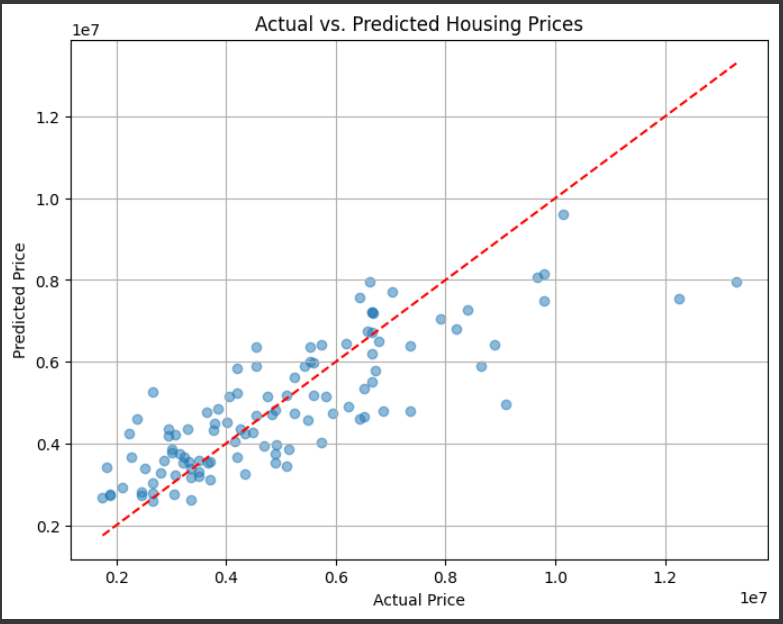 Actual vs. Predicted Housing Prices
1e7
1.2
1.0
0.8
0.6
0.4
0.2
Predicted Price
0.2 0.4 0.6 0.8 1.0 1.2
1e7
Actual Price